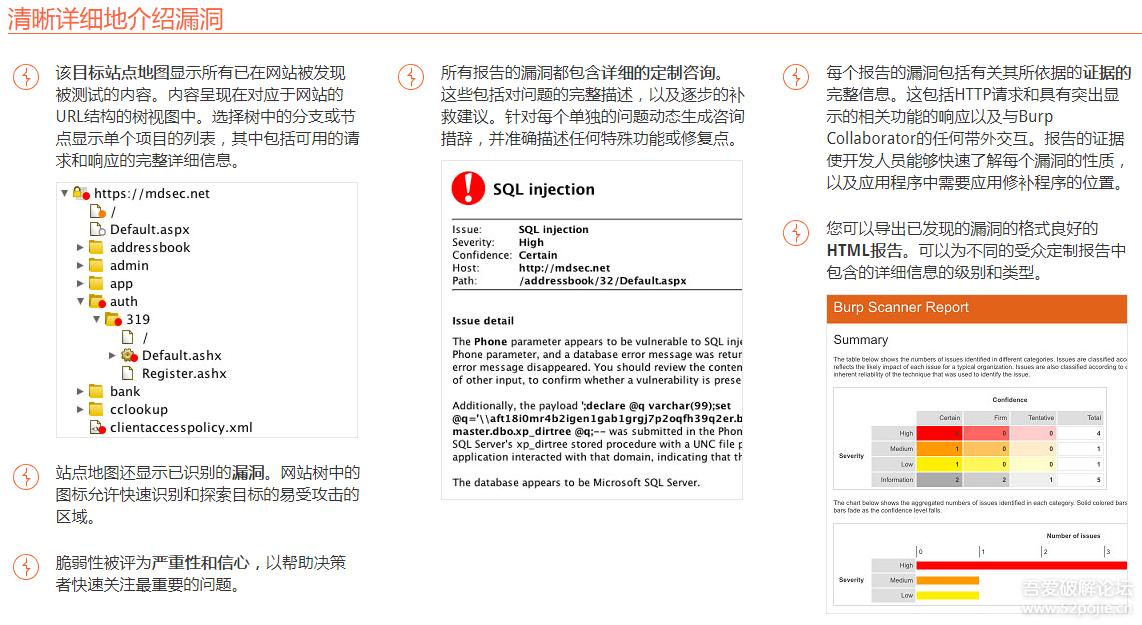 清晰详细地介绍漏洞
该目标站点地图显示所有已在网站被发现
被测试的内容。内容呈现在对应于网站的
URL结构的树视图中。选择树中的分支或节
点显示单个项目的列表，其中包括可用的请
求和响应的完整详细信息。
https://mdsec.net
/
Default.aspx
addressbook
admin
app
auth
319
/
Default.ashx
Register.ashx
bank
cclookup
clientaccesspolicy.xml
站点地图还显示已识别的漏洞。网站树中的
图标允许快速识别和探索目标的易受攻击的
区域。
脆弱性被评为严重性和信心，以帮助决策
者快速关注最重要的问题。
所有报告的漏洞都包含详细的定制咨询。
这些包括对问题的完整描述，以及逐步的补
救建议。针对每个单独的问题动态生成咨询
措辞，并准确描述任何特殊功能或修复点。
SQL injection
Issue: SQL injection
Severity: High
Confidence: Certain
Host: http://mdsec.net
Path: /addressbook/32/Default.aspx
Issue detail
The Phone parameter appears to be vulnerable to SQL inje
Phone parameter, and a database error message was retur
error message disappeared. You should review the conten
of other input, to confirm whether a vulnerability is prese
Additionally, the payload ';declare @q varchar(99);set
@q='\\aft18i0mr4b2igen1gab1grgj7p2oqfh39q2er.b
master.dbo.xp_dirtree @q;-- was submitted in the Phon
SQL Server's xp_dirtree stored procedure with a UNC file p
application interacted with that domain, indicating that th
The database appears to be Microsoft SQL Server.
每个报告的漏洞包括有关其所依据的证据的
完整信息。这包括HTTP请求和具有突出显
示的相关功能的响应以及与Burp
Collaborator的任何带外交互。报告的证据
使开发人员能够快速了解每个漏洞的性质，
以及应用程序中需要应用修补程序的位置。
您可以导出已发现的漏洞的格式良好的
HTML报告。可以为不同的受众定制报告中
包含的详细信息的级别和类型。
Burp Scanner Report
Summary
The table below shows the numbers of issues identified in different categories. Issues are classified acc
reflects the likely impact of each issue for a typical organization. Issues are also classified according to
inherent reliability of the technique that was used to identify the issue.
Confidence
Certain Firm Tentative Total
High 0 0 4
Medium 1 0 0 1
Severity
Low 1 0 0 1
Information 2 2 1 5
The chart below shows the aggregated numbers of issues identified in each category. Solid colored bars
bars fade as the confidence level falls.
Number of issues
0 1 2 3
High
Severity Medium
Low
吾爱破解论坛
www.52pojie.cn